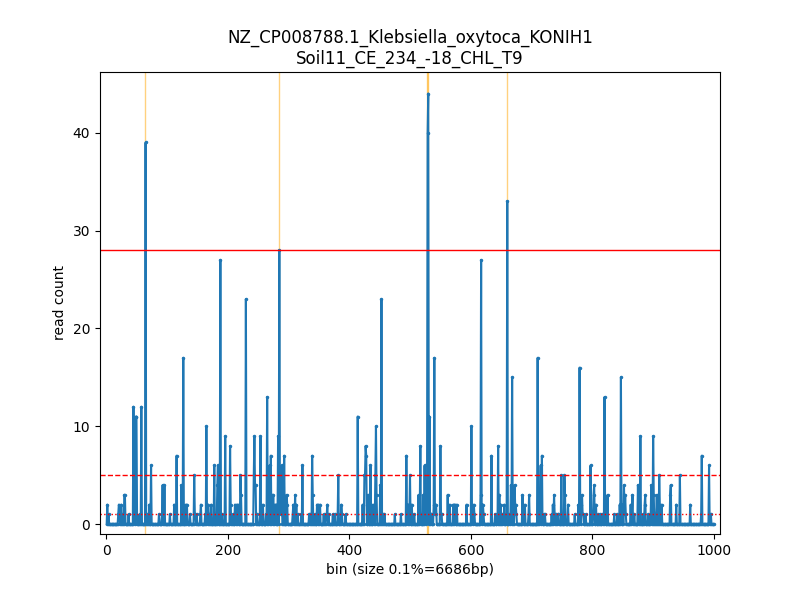 NZ_CP008788.1_Klebsiella_oxytoca_KONIH1
Soil11_CE_234_-18_CHL_T9
read count
40
30
20
10
0
0 200 400 600 800 1000
bin (size 0.1%=6686bp)